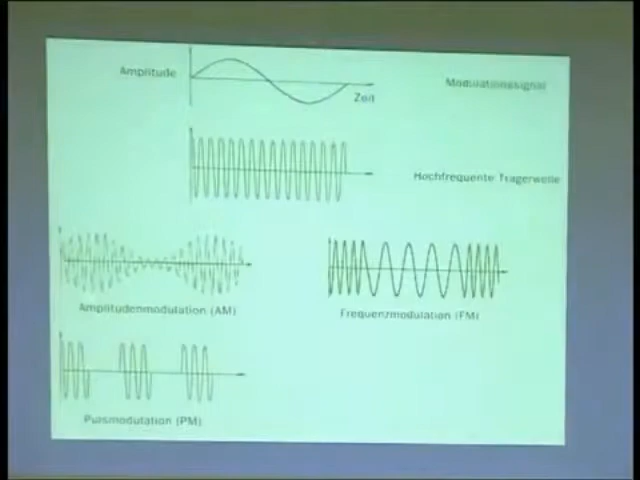 Amplitude
Zeit
Modulationssignal
Hochfrequente Trägerwelle
Amplitudenmodulation (AM)
Frequenzmodulation (FM)
Pulsmodulation (PM)